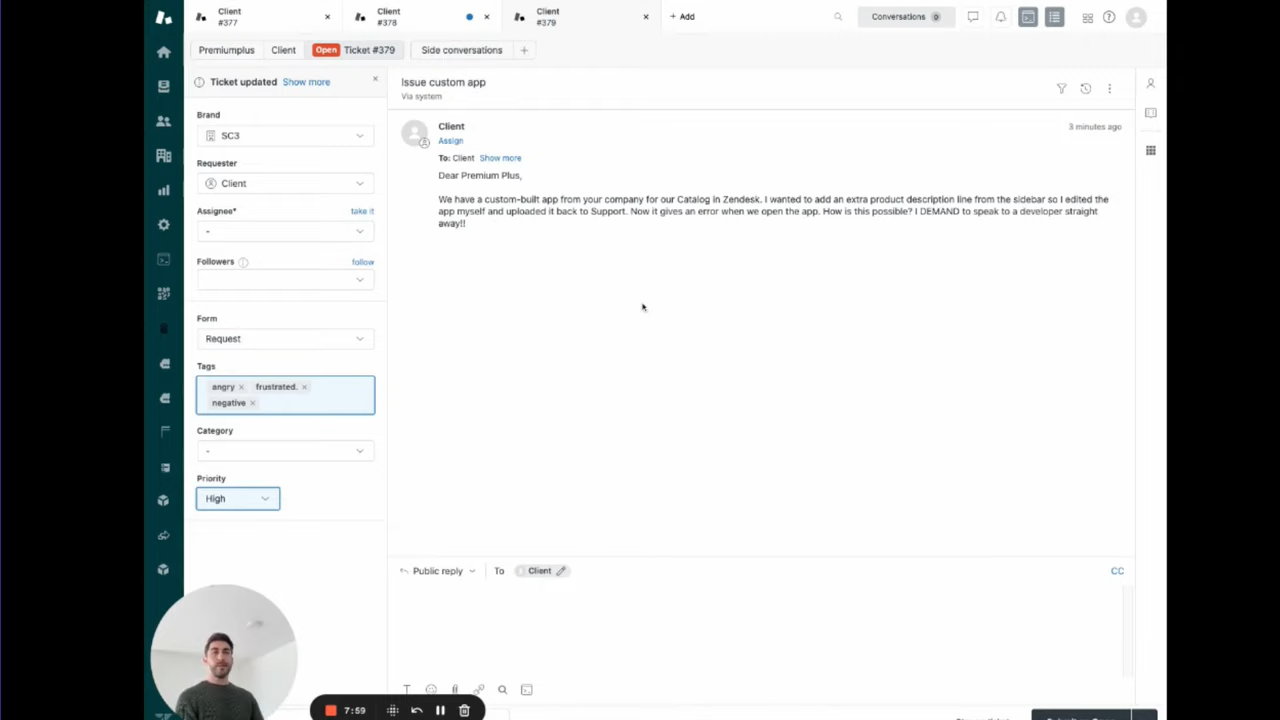 Client
#377
Client
#378
Client
#379
+ Add
Conversations 0
Premiumplus
Client
Open Ticket #379
Side conversations
+
Ticket updated Show more
Brand
SC3
Requester
Client
Assignee*
take it
-
Followers
follow
Form
Request
Tags
angry × frustrated. ×
negative ×
Category
-
Priority
High
Issue custom app
Via system
Client
3 minutes ago
Assign
To: Client Show more
Dear Premium Plus,
We have a custom-built app from your company for our Catalog in Zendesk. I wanted to add an extra product description line from the sidebar so I edited the
app myself and uploaded it back to Support. Now it gives an error when we open the app. How is this possible? I DEMAND to speak to a developer straight
away!!
Public reply
To
Client
CC
7:59